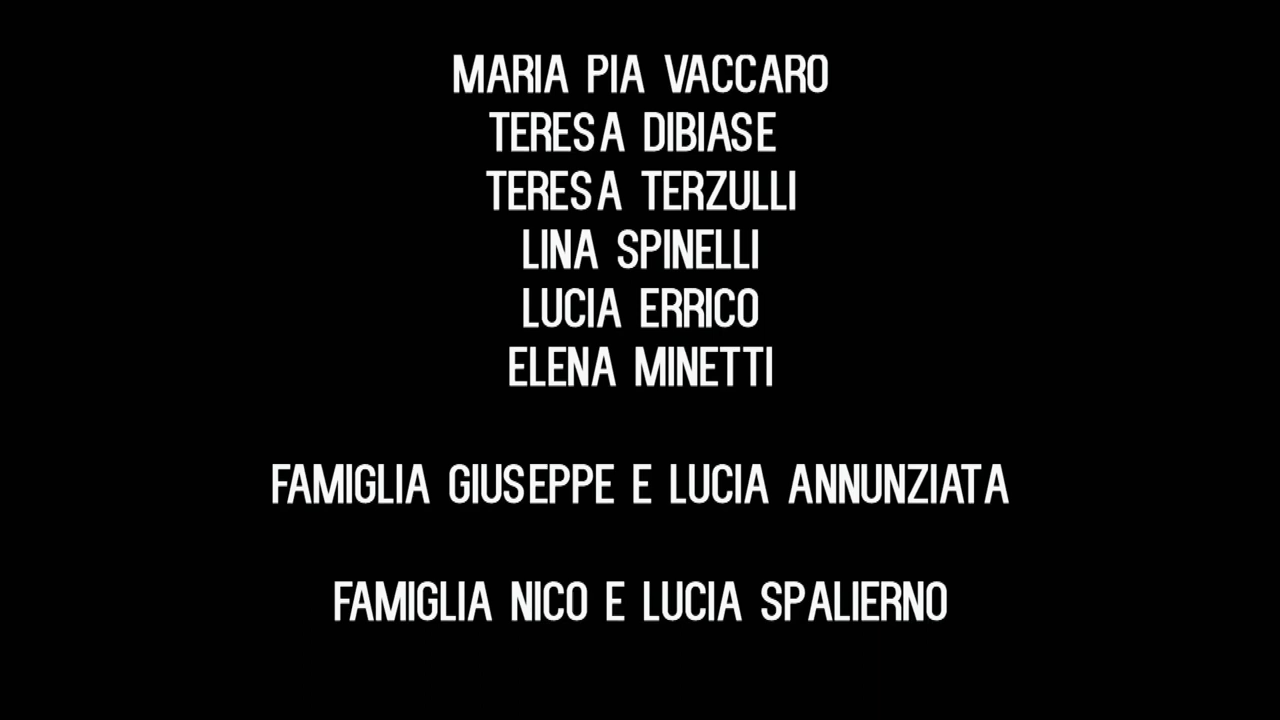 MARIA PIA VACCARO
TERESA DIBIASE
TERESA TERZULLI
LINA SPINELLI
LUCIA ERRICO
ELENA MINETTI
FAMIGLIA GIUSEPPE E LUCIA ANNUNZIATA
FAMIGLIA NICO E LUCIA SPALIERNO